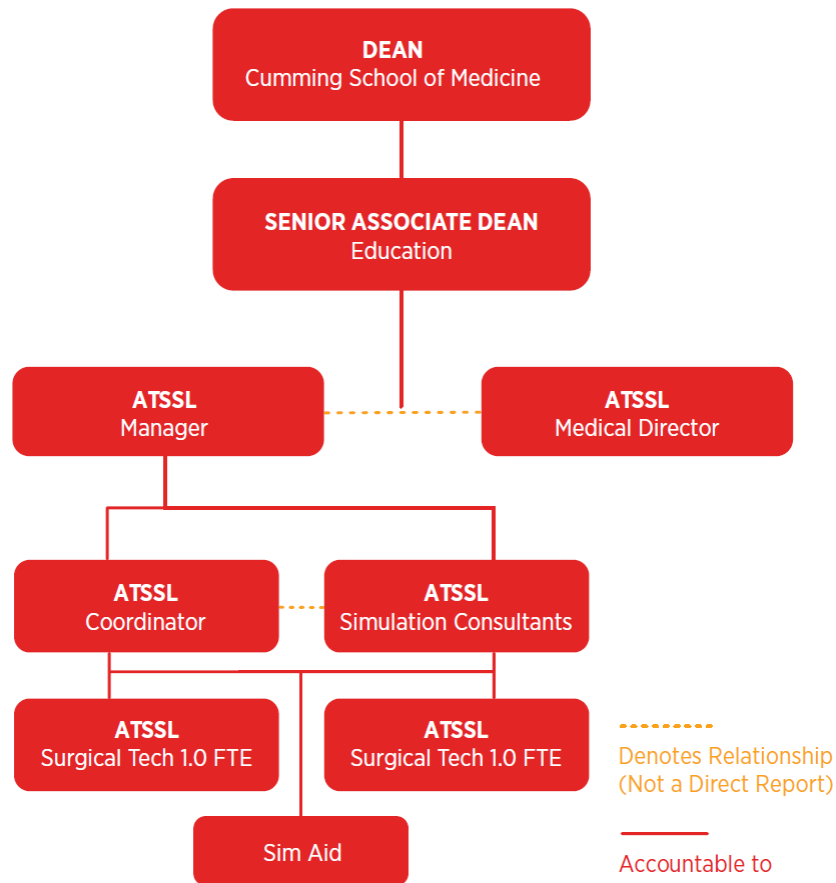 DEAN
Cumming School of Medicine
SENIOR ASSOCIATE DEAN
Education
ATSSL
Manager
ATSSL
Medical Director
ATSSL
Coordinator
ATSSL
Simulation Consultants
ATSSL
Surgical Tech 1.0 FTE
ATSSL
Surgical Tech 1.0 FTE
Sim Aid
Denotes Relationship
(Not a Direct Report)
Accountable to